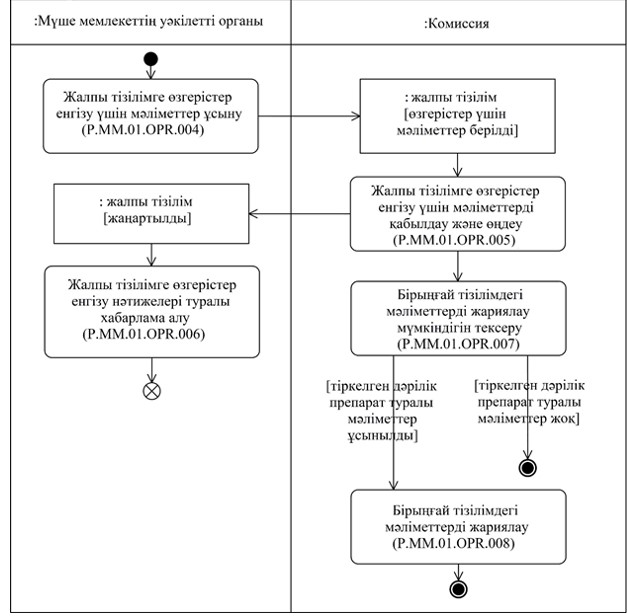 :Мүше мемлекеттің уәкілетті органы
:Комиссия
Жалпы тізілімге өзгерістер
енгізу үшін мәліметтер ұсыну
(P.MM.01.OPR.004)
: жалпы тізілім
[өзгерістер үшін
мәліметтер берілді]
Жалпы тізілімге өзгерістер
енгізу үшін мәліметтерді
қабылдау және өңдеу
(P.MM.01.OPR.005)
: жалпы тізілім
[жаңартылды]
Жалпы тізілімге өзгерістер
енгізу нәтижелері туралы
хабарлама алу
(P.MM.01.OPR.006)
Бірыңғай тізілімдегі
мәліметтерді жариялау
мүмкіндігін тексеру
(P.MM.01.OPR.007)
[тіркелген дәрілік
препарат туралы
мәліметтер
ұсынылды]
[тіркелген дәрілік
препарат туралы
мәліметтер жоқ]
Бірыңғай тізілімдегі
мәліметтерді жариялау
(P.MM.01.OPR.008)